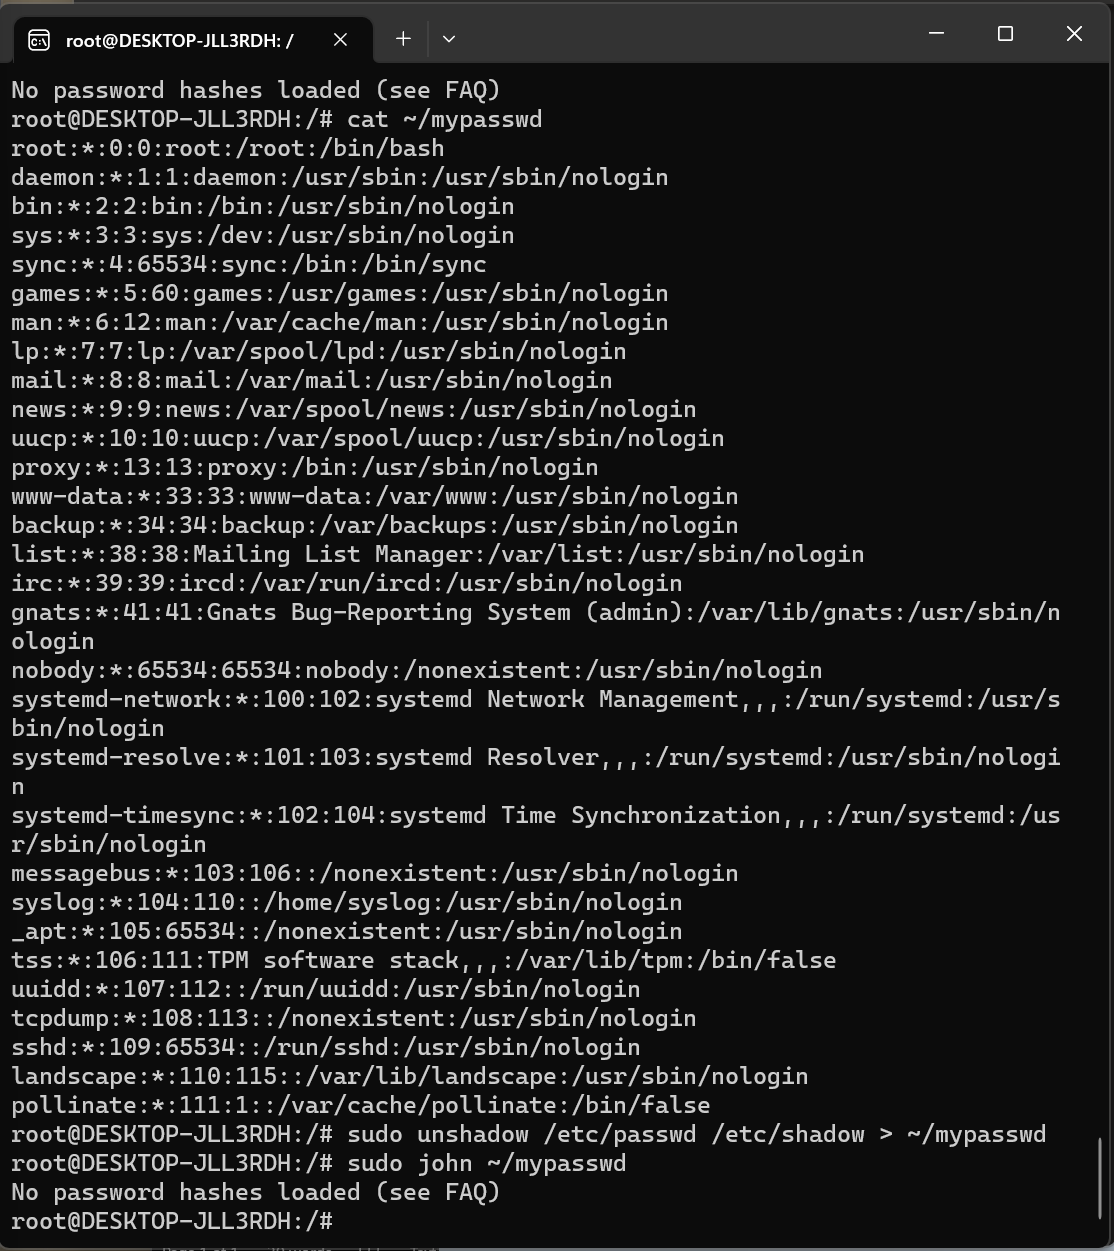 root@DESKTOP-JLL3RDH: /
No password hashes loaded (see FAQ)
root@DESKTOP-JLL3RDH:/# cat ~/mypasswd
root:*:0:0:root:/root:/bin/bash
daemon:*:1:1:daemon:/usr/sbin:/usr/sbin/nologin
bin:*:2:2:bin:/bin:/usr/sbin/nologin
sys:*:3:3:sys:/dev:/usr/sbin/nologin
sync:*:4:65534:sync:/bin:/bin/sync
games:*:5:60:games:/usr/games:/usr/sbin/nologin
man:*:6:12:man:/var/cache/man:/usr/sbin/nologin
lp:*:7:7:lp:/var/spool/lpd:/usr/sbin/nologin
mail:*:8:8:mail:/var/mail:/usr/sbin/nologin
news:*:9:9:news:/var/spool/news:/usr/sbin/nologin
uucp:*:10:10:uucp:/var/spool/uucp:/usr/sbin/nologin
proxy:*:13:13:proxy:/bin:/usr/sbin/nologin
www-data:*:33:33:www-data:/var/www:/usr/sbin/nologin
backup:*:34:34:backup:/var/backups:/usr/sbin/nologin
list:*:38:38:Mailing List Manager:/var/list:/usr/sbin/nologin
irc:*:39:39:ircd:/var/run/ircd:/usr/sbin/nologin
gnats:*:41:41:Gnats Bug-Reporting System (admin):/var/lib/gnats:/usr/sbin/n
ologin
nobody:*:65534:65534:nobody:/nonexistent:/usr/sbin/nologin
systemd-network:*:100:102:systemd Network Management,,,:/run/systemd:/usr/s
bin/nologin
systemd-resolve:*:101:103:systemd Resolver,,,:/run/systemd:/usr/sbin/nologi
n
systemd-timesync:*:102:104:systemd Time Synchronization,,,:/run/systemd:/us
r/sbin/nologin
messagebus:*:103:106::/nonexistent:/usr/sbin/nologin
syslog:*:104:110::/home/syslog:/usr/sbin/nologin
_apt:*:105:65534::/nonexistent:/usr/sbin/nologin
tss:*:106:111:TPM software stack,,,:/var/lib/tpm:/bin/false
uuidd:*:107:112::/run/uuidd:/usr/sbin/nologin
tcpdump:*:108:113::/nonexistent:/usr/sbin/nologin
sshd:*:109:65534::/run/sshd:/usr/sbin/nologin
landscape:*:110:115::/var/lib/landscape:/usr/sbin/nologin
pollinate:*:111:1::/var/cache/pollinate:/bin/false
root@DESKTOP-JLL3RDH:/# sudo unshadow /etc/passwd /etc/shadow > ~/mypasswd
root@DESKTOP-JLL3RDH:/# sudo john ~/mypasswd
No password hashes loaded (see FAQ)
root@DESKTOP-JLL3RDH:/#